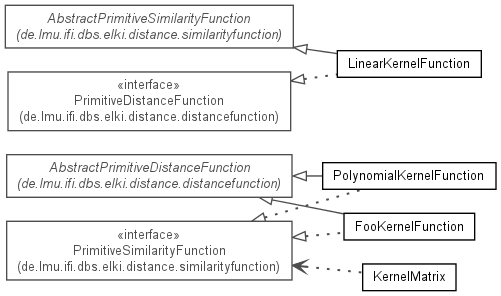 AbstractPrimitiveSimilarityFunction
(de.lmu.ifi.dbs.elki.distance.similarityfunction)
LinearKernelFunction
«interface»
PrimitiveDistanceFunction
(de.lmu.ifi.dbs.elki.distance.distancefunction)
AbstractPrimitiveDistanceFunction
(de.lmu.ifi.dbs.elki.distance.distancefunction)
PolynomialKernelFunction
FooKernelFunction
«interface»
PrimitiveSimilarityFunction
(de.lmu.ifi.dbs.elki.distance.similarityfunction)
KernelMatrix